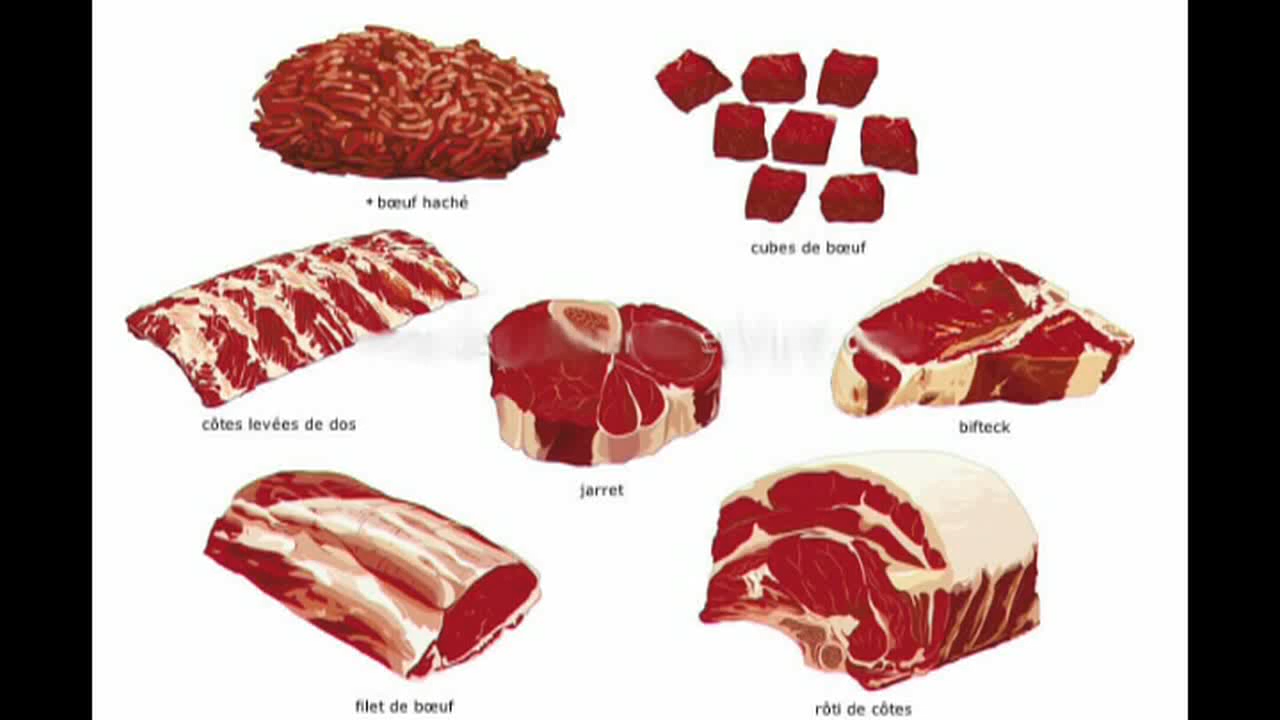 * bœuf haché
cubes de bœuf
côtes levées de dos
jarret
bifteck
filet de bœuf
rôti de côtes